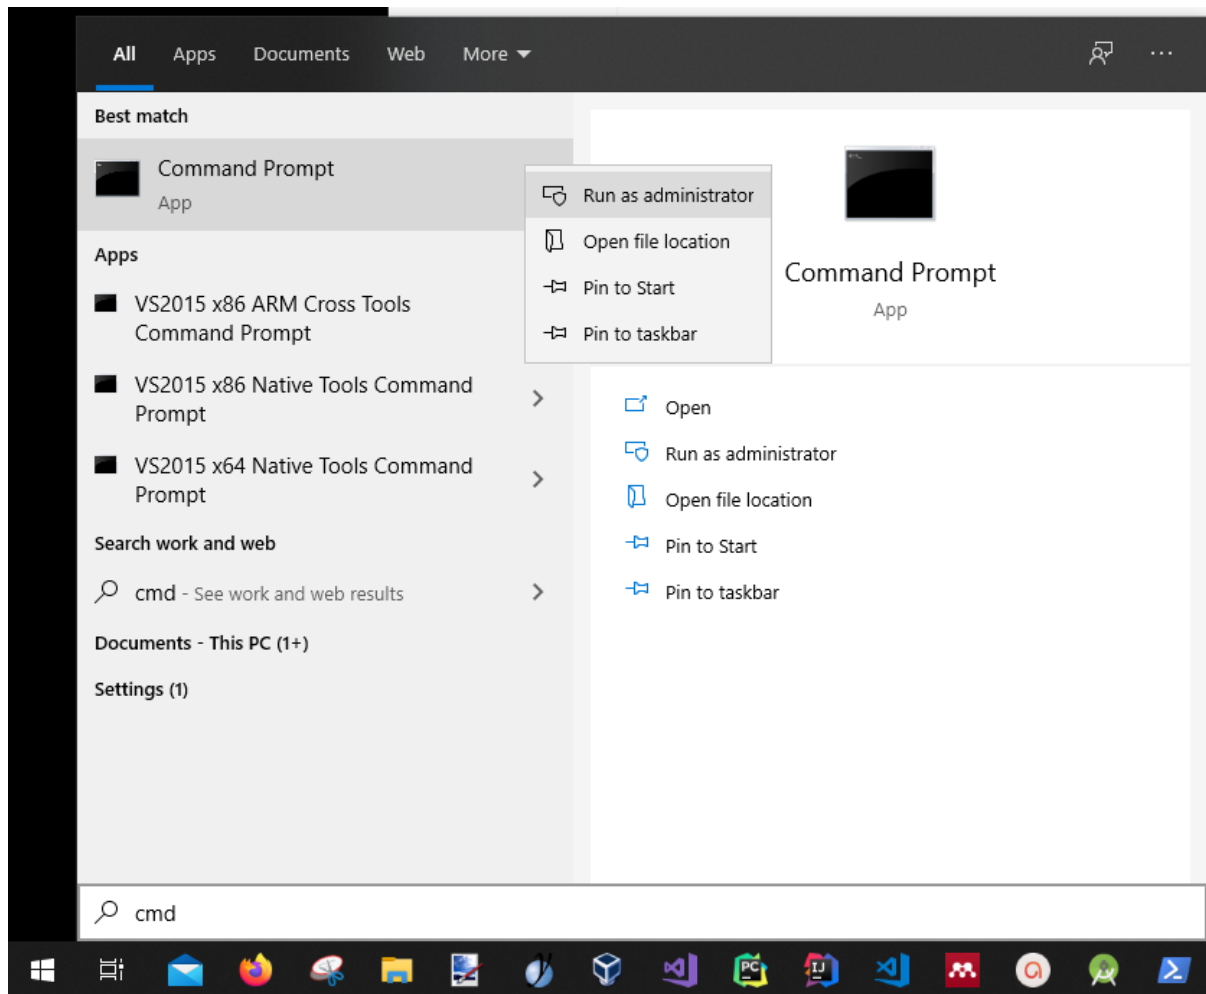 All Apps Documents Web More
Best match
Command Prompt
App
Apps
VS2015 x86 ARM Cross Tools
Command Prompt
VS2015 x86 Native Tools Command
Prompt
VS2015 x64 Native Tools Command
Prompt
Search work and web
cmd - See work and web results
Documents - This PC (1+)
Settings (1)
Run as administrator
Open file location
Pin to Start
Pin to taskbar
Command Prompt
App
Open
Run as administrator
Open file location
Pin to Start
Pin to taskbar
cmd
PC
IJ